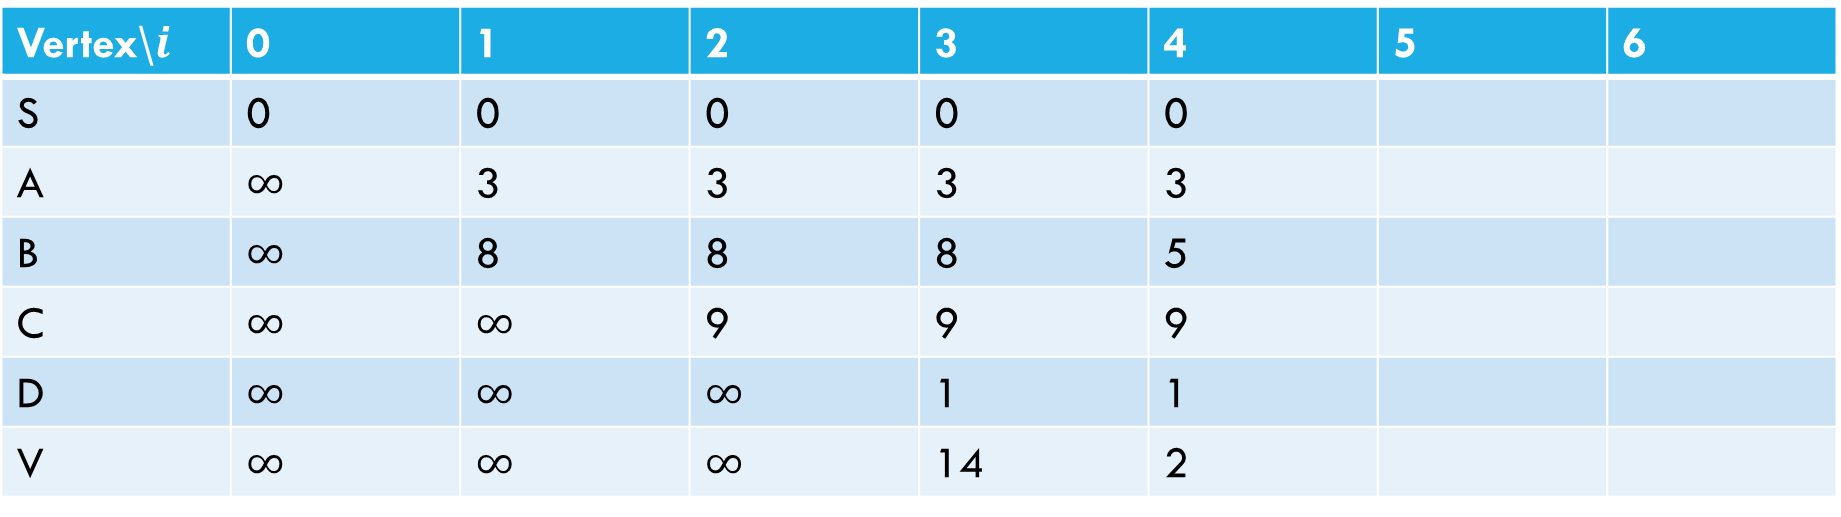 Vertex\i 0 1 2 3 4 5 6
S 0 0 0 0 0
A ∞ 3 3 3 3
B ∞ 8 8 8 5
C ∞ ∞ 9 9 9
D ∞ ∞ ∞ 1 1
V ∞ ∞ ∞ 14 2